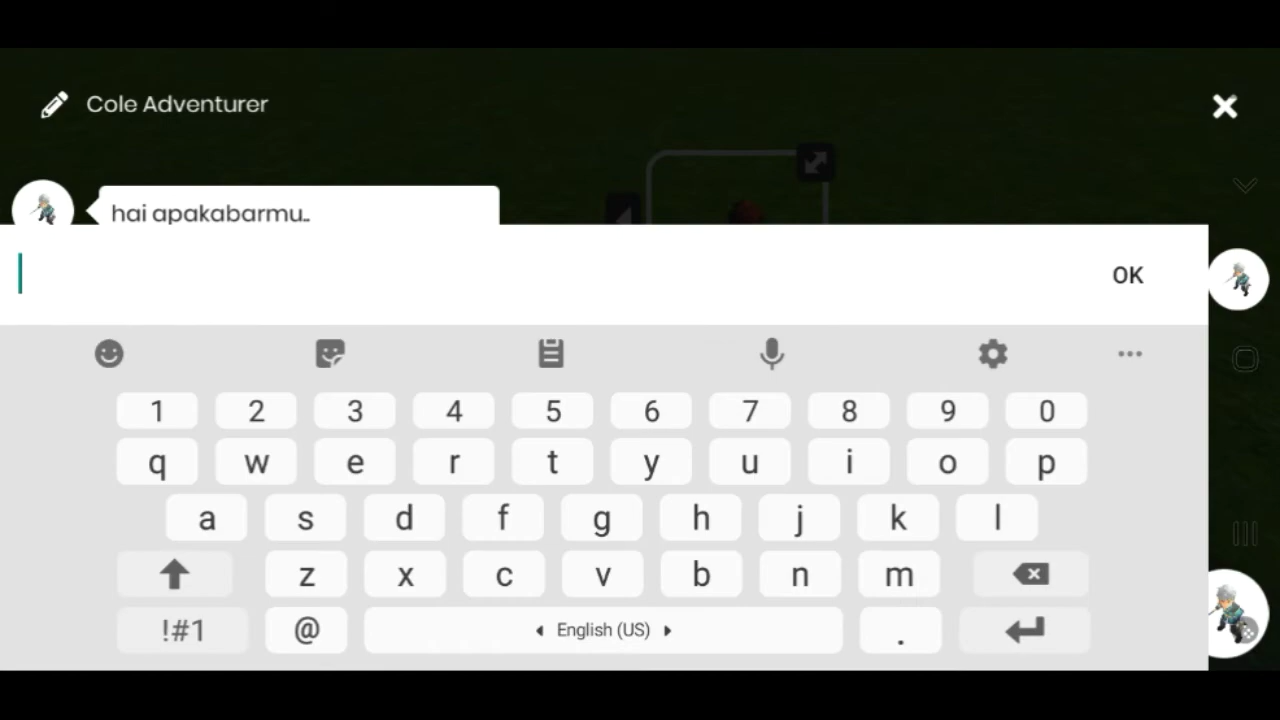 Cole Adventurer
hai apakabarmu..
OK
1 2 3 4 5 6 7 8 9 0
q w e r t y u i o p
a s d f g h j k l
z x c v b n m
!#1 @ English (US) .